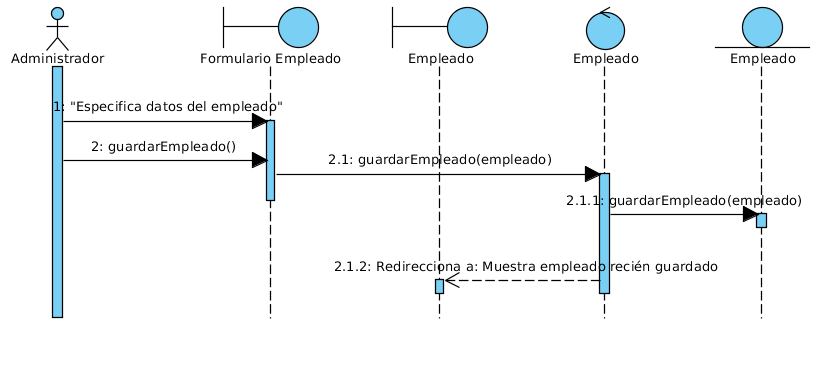 Administrador
Formulario Empleado
Empleado
Empleado
Empleado
1: "Especifica datos del empleado"
2: guardarEmpleado()
2.1: guardarEmpleado(empleado)
2.1.1: guardarEmpleado(empleado)
2.1.2: Redirecciona a: Muestra empleado recién guardado